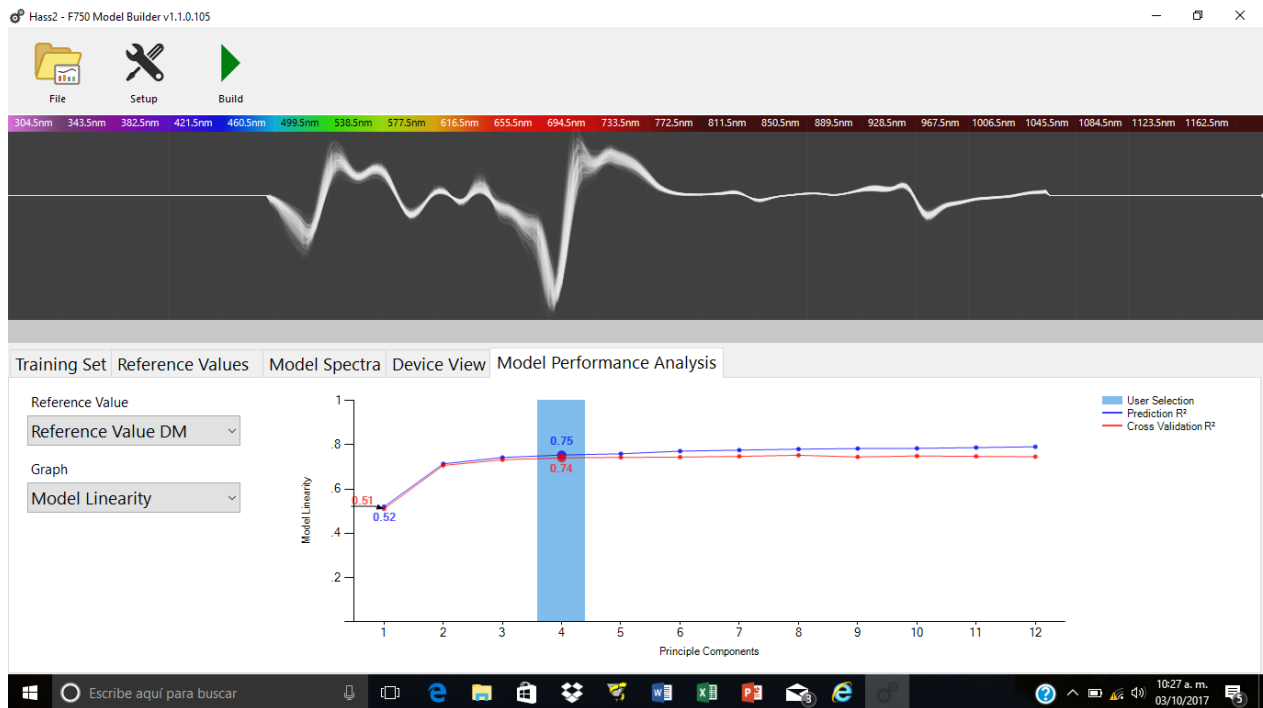 Hass2 - F750 Model Builder v1.1.0.105
File Setup Build
304.5nm 343.5nm 382.5nm 421.5nm 460.5nm 499.5nm 538.5nm 577.5nm 616.5nm 655.5nm 694.5nm 733.5nm 772.5nm 811.5nm 850.5nm 889.5nm 928.5nm 967.5nm 1006.5nm 1045.5nm 1084.5nm 1123.5nm 1162.5nm
Training Set Reference Values Model Spectra Device View Model Performance Analysis
Reference Value
Reference Value DM
Graph
Model Linearity
Model Linearity
1
.8
.6
.4
.2
0.51
0.52
0.75
0.74
1 2 3 4 5 6 7 8 9 10 11 12
Principle Components
User Selection
Prediction R²
Cross Validation R²
Escribe aquí para buscar
3
10:27 a. m.
03/10/2017
5